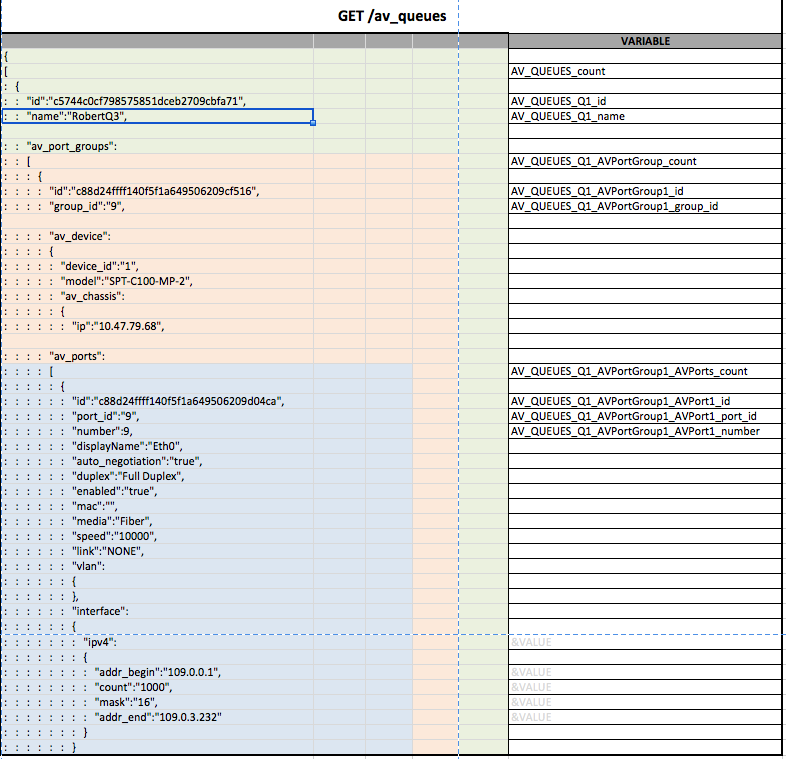 GET /av_queues
VARIABLE
{
[ AV_QUEUES_count
: {
: : "id":"c5744c0cf798575851dceb2709cbfa71", AV_QUEUES_Q1_id
: : "name":"RobertQ3", AV_QUEUES_Q1_name
: : "av_port_groups":
: : [ AV_QUEUES_Q1_AVPortGroup_count
: : : {
: : : : "id":"c88d24ffff140f5f1a649506209cf516", AV_QUEUES_Q1_AVPortGroup1_id
: : : : "group_id":"9", AV_QUEUES_Q1_AVPortGroup1_group_id
: : : : "av_device":
: : : : {
: : : : : "device_id":"1",
: : : : : "model":"SPT-C100-MP-2",
: : : : : "av_chassis":
: : : : : {
: : : : : : "ip":"10.47.79.68",
: : : : "av_ports":
: : : : [ AV_QUEUES_Q1_AVPortGroup1_AVPorts_count
: : : : : {
: : : : : : "id":"c88d24ffff140f5f1a649506209d04ca", AV_QUEUES_Q1_AVPortGroup1_AVPort1_id
: : : : : : "port_id":"9", AV_QUEUES_Q1_AVPortGroup1_AVPort1_port_id
: : : : : : "number":9, AV_QUEUES_Q1_AVPortGroup1_AVPort1_number
: : : : : : "displayName":"Eth0",
: : : : : : "auto_negotiation":"true",
: : : : : : "duplex":"Full Duplex",
: : : : : : "enabled":"true",
: : : : : : "mac":"",
: : : : : : "media":"Fiber",
: : : : : : "speed":"10000",
: : : : : : "link":"NONE",
: : : : : : "vlan":
: : : : : : {
: : : : : : },
: : : : : : "interface":
: : : : : : {
: : : : : : : "ipv4": &VALUE
: : : : : : : {
: : : : : : : : "addr_begin":"109.0.0.1", &VALUE
: : : : : : : : "count":"1000", &VALUE
: : : : : : : : "mask":"16", &VALUE
: : : : : : : : "addr_end":"109.0.3.232" &VALUE
: : : : : : : }
: : : : : : }